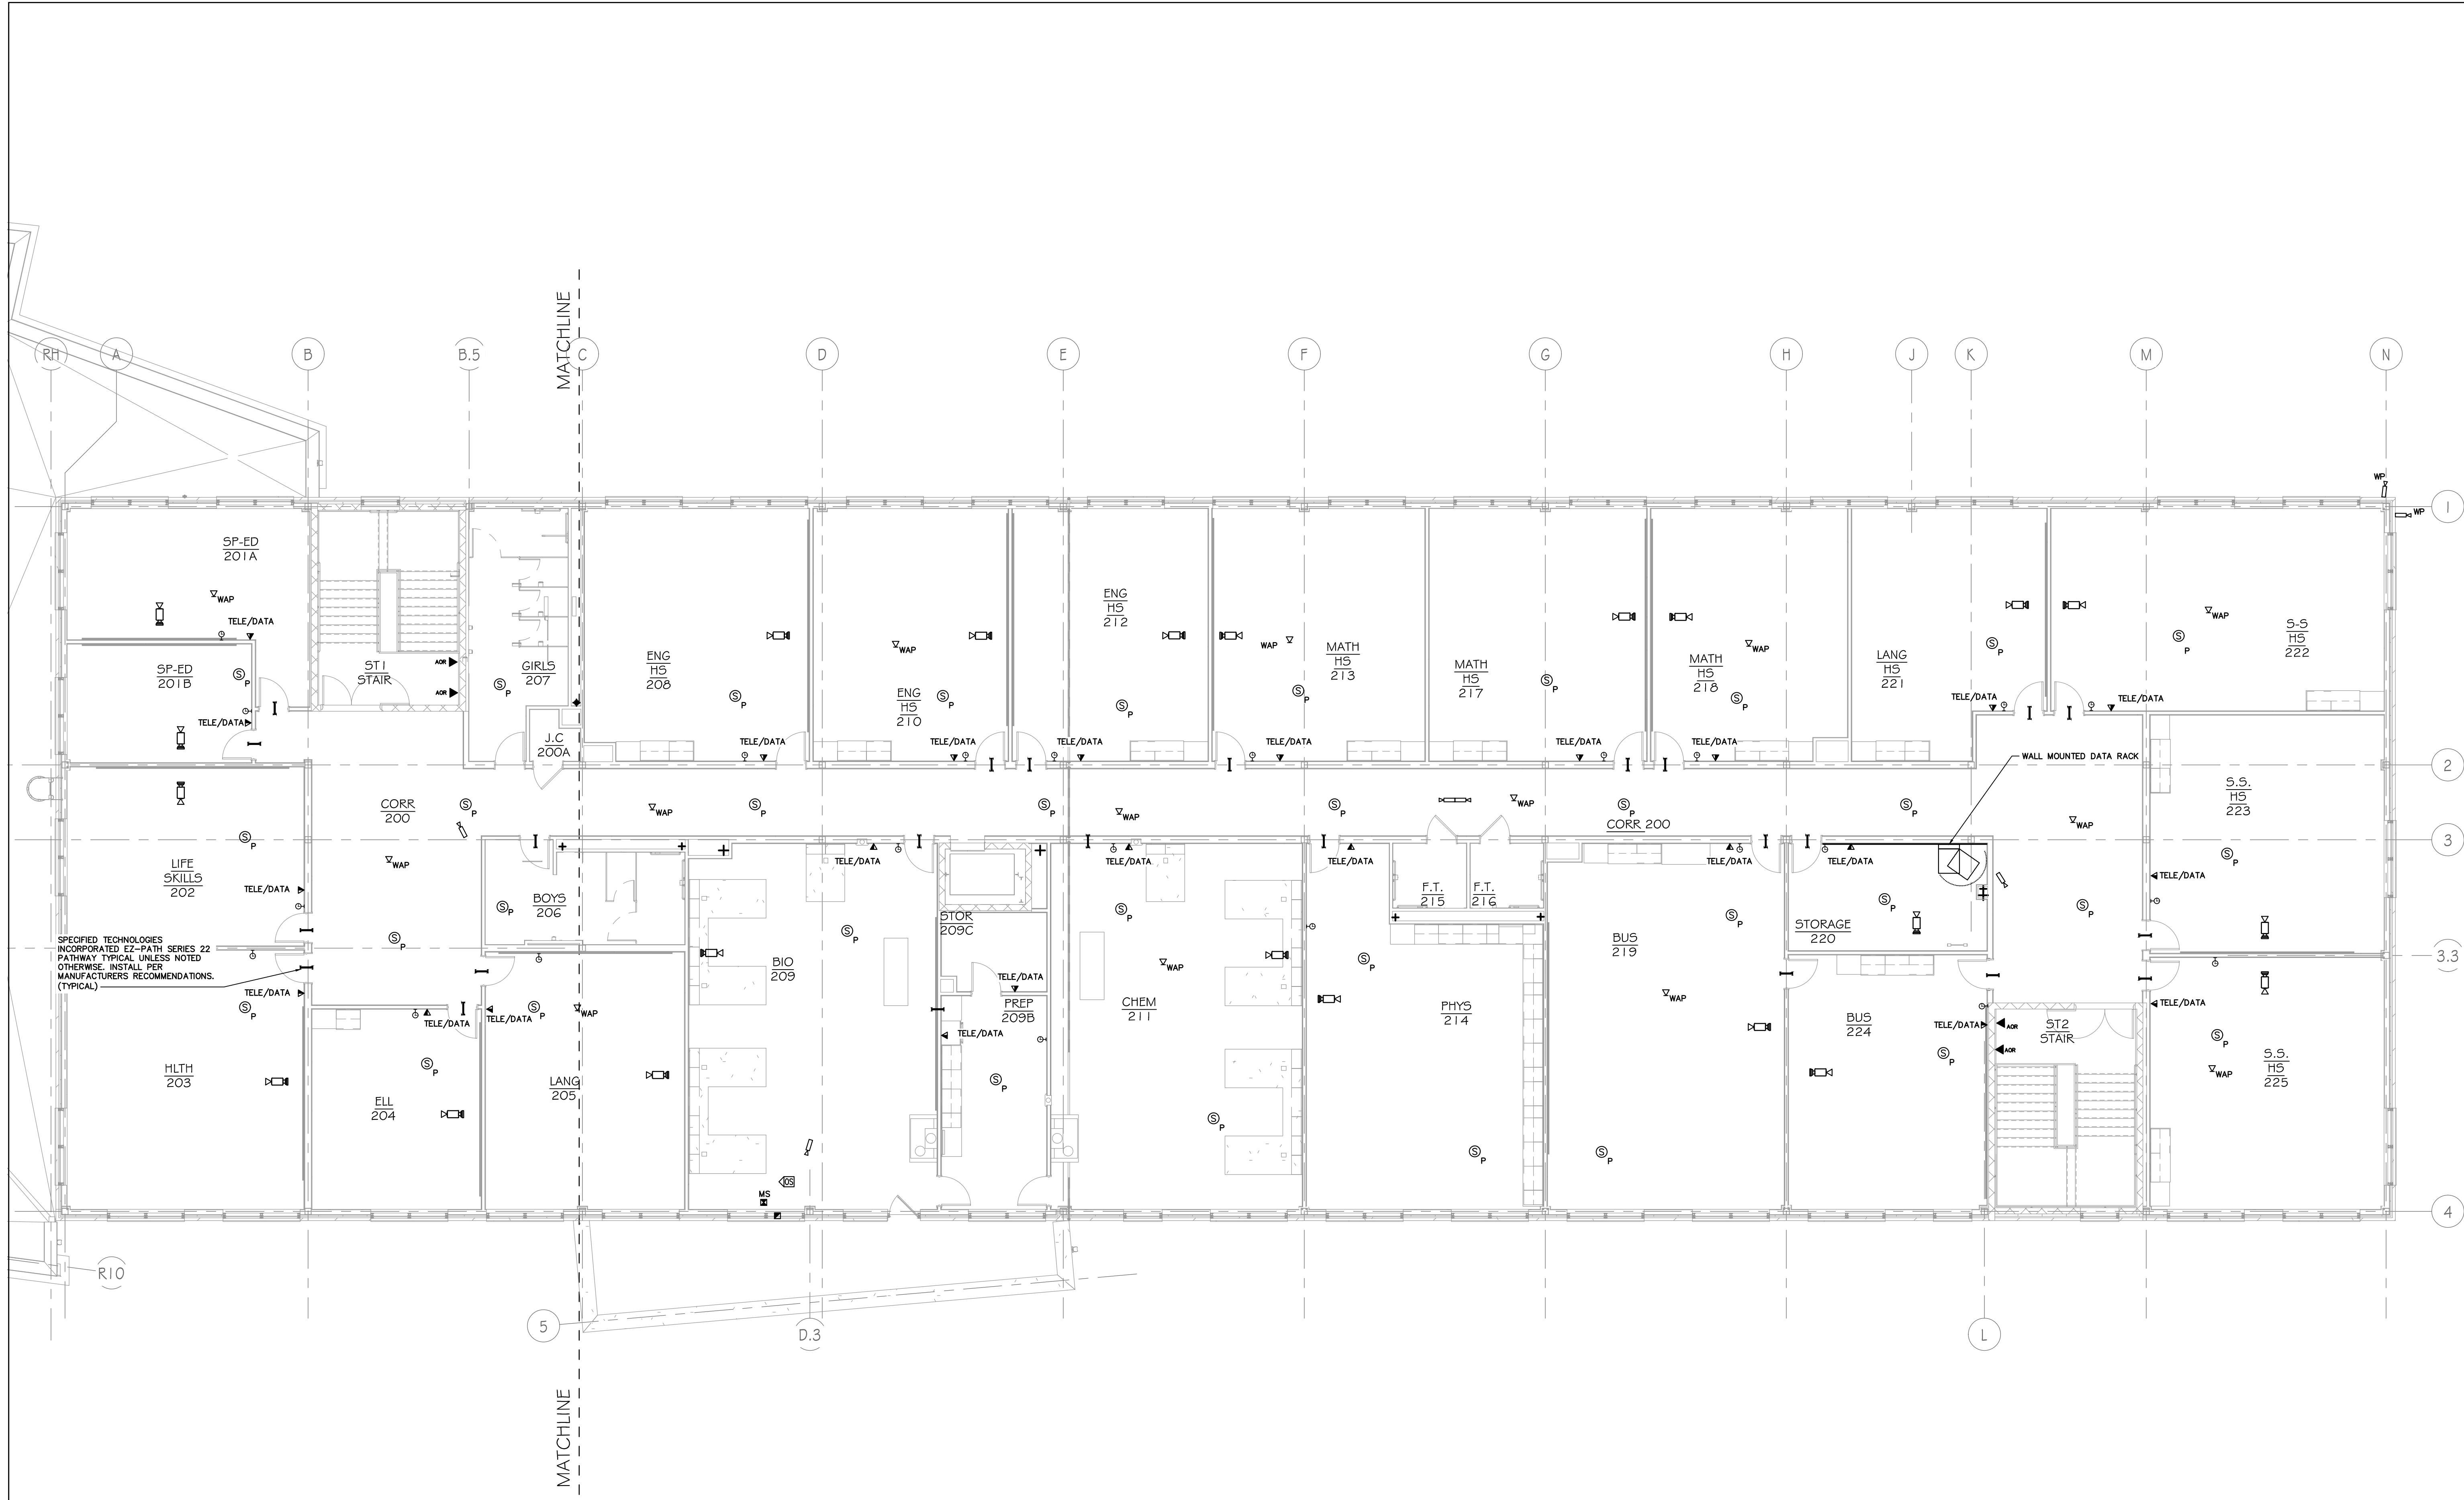 MATCHLINE
RH
A
B
B.5
C
D
E
F
G
H
J
K
M
N
WP
WP
1
SP-ED
201A
WAP
TELE/DATA
SP-ED
201B
S
P
TELE/DATA
ST1
STAIR
AOR
AOR
GIRLS
207
S
P
J.C
200A
ENG
HS
208
S
P
TELE/DATA
WAP
ENG
HS
210
S
P
TELE/DATA
ENG
HS
212
S
P
TELE/DATA
WAP
MATH
HS
213
S
P
TELE/DATA
MATH
HS
217
S
P
TELE/DATA
MATH
HS
218
WAP
S
P
TELE/DATA
LANG
HS
221
S
P
TELE/DATA
WAP
S
P
S-S
HS
222
TELE/DATA
WALL MOUNTED DATA RACK
2
CORR
200
S
P
WAP
S
P
S
P
WAP
S
P
WAP
S
P
CORR 200
S
P
WAP
S.S.
HS
223
S
P
TELE/DATA
3
LIFE
SKILLS
202
S
P
TELE/DATA
WAP
S
P
BOYS
206
S
P
BIO
209
S
P
TELE/DATA
STOR
209C
TELE/DATA
PREP
209B
TELE/DATA
S
P
TELE/DATA
S
P
WAP
CHEM
211
S
P
TELE/DATA
F.T.
215
F.T.
216
S
P
PHYS
214
S
P
TELE/DATA
S
P
BUS
219
WAP
S
P
TELE/DATA
S
P
STORAGE
220
S
P
3.3
SPECIFIED TECHNOLOGIES
INCORPORATED EZ-PATH SERIES 22
PATHWAY TYPICAL UNLESS NOTED
OTHERWISE. INSTALL PER
MANUFACTURERS RECOMMENDATIONS.
(TYPICAL)
TELE/DATA
S
P
HLTH
203
TELE/DATA
S
P
ELL
204
TELE/DATA
S
P
WAP
LANG
205
MS
OS
BUS
224
TELE/DATA
S
P
AOR
AOR
ST2
STAIR
TELE/DATA
S
P
WAP
S.S.
HS
225
4
R10
5
D.3
L
MATCHLINE